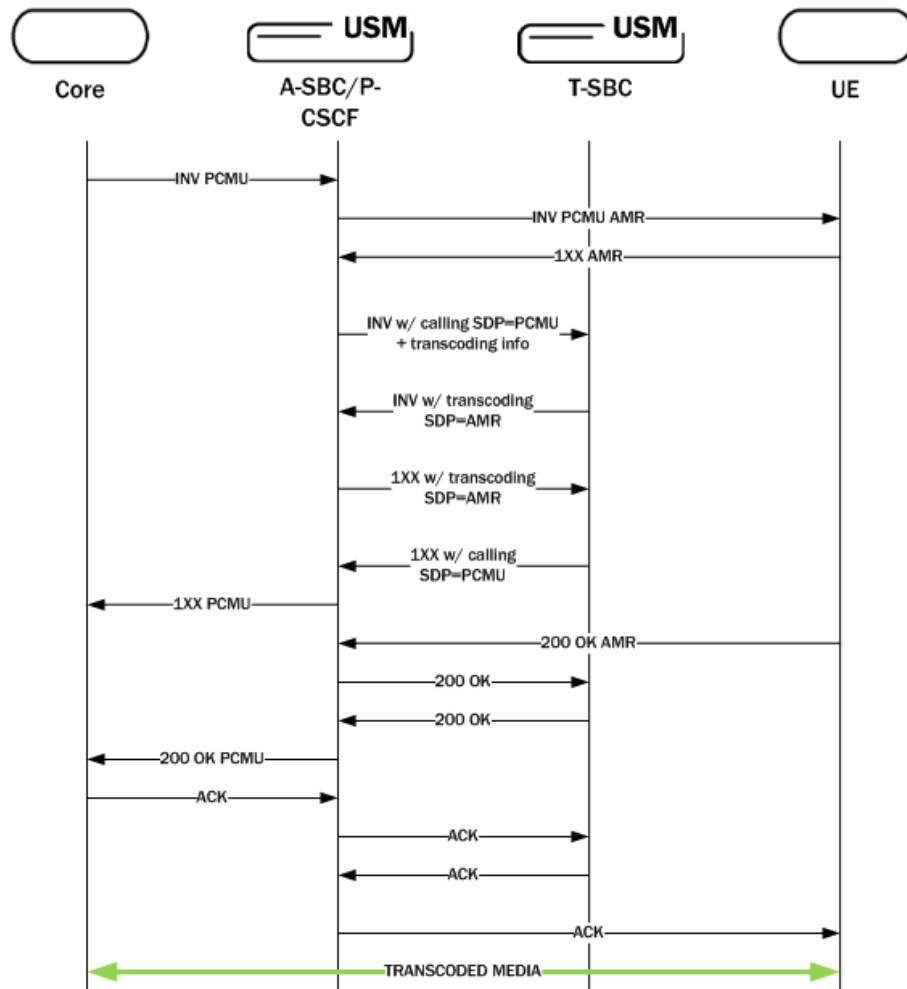 USM
USM
Core
A-SBC/P-
CSCF
T-SBC
UE
INV PCMU
INV PCMU AMR
1XX AMR
INV w/ calling SDP=PCMU
+ transcoding info
INV w/ transcoding
SDP=AMR
1XX w/ transcoding
SDP=AMR
1XX w/ calling
SDP=PCMU
1XX PCMU
200 OK AMR
200 OK
200 OK
200 OK PCMU
ACK
ACK
ACK
ACK
TRANSCODED MEDIA